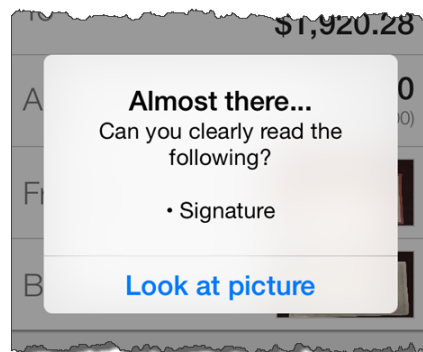 $1,920.28
Almost there...
Can you clearly read the
following?
• Signature
Look at picture